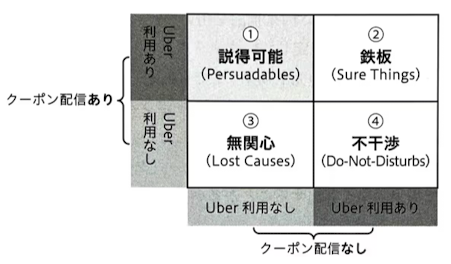 クーポン配信あり
Uber
利用あり
Uber
利用なし
①
説得可能
(Persuadables)
②
鉄板
(Sure Things)
③
無関心
(Lost Causes)
④
不干渉
(Do-Not-Disturbs)
Uber 利用なし
Uber 利用あり
クーポン配信なし